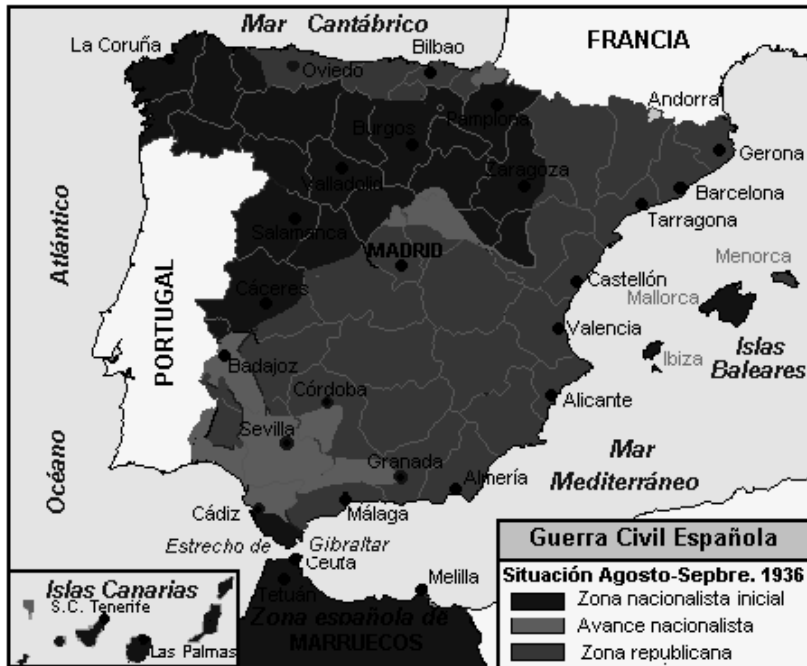 Mar Cantábrico
La Coruña
Oviedo
Bilbao
FRANCIA
Andorra
Burgos
Pamplona
Gerona
Valladolid
Zaragoza
Barcelona
Tarragona
Atlántico
Salamanca
MADRID
Menorca
Castellón
Mallorca
Cáceres
PORTUGAL
Valencia
Ibiza
Islas
Baleares
Badajoz
Córdoba
Alicante
Sevilla
Mar
Mediterráneo
Océano
Granada
Almería
Cádiz
Málaga
Estrecho de Gibraltar
Ceuta
Melilla
Tetuán
Zona española de
MARRUECOS
Islas Canarias
S.C. Tenerife
Las Palmas
Guerra Civil Española
Situación Agosto-Sepbre. 1936
Zona nacionalista inicial
Avance nacionalista
Zona republicana